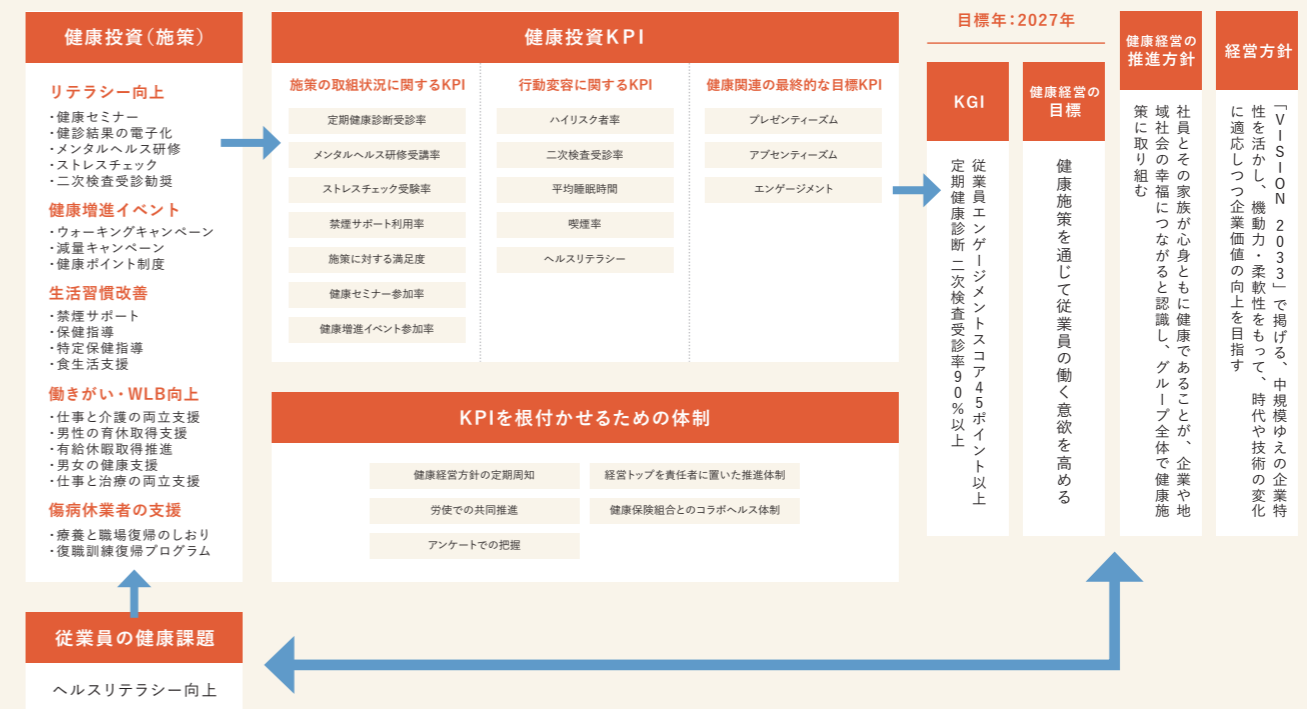 健康投資(施策)
リテラシー向上
・健康セミナー
・健診結果の電子化
・メンタルヘルス研修
・ストレスチェック
・二次検査受診勧奨
健康増進イベント
・ウォーキングキャンペーン
・減量キャンペーン
・健康ポイント制度
生活習慣改善
・禁煙サポート
・保健指導
・特定保健指導
・食生活支援
働きがい・WLB向上
・仕事と介護の両立支援
・男性の育休取得支援
・有給休暇取得推進
・男女の健康支援
・仕事と治療の両立支援
傷病休業者の支援
・療養と職場復帰のしおり
・復職訓練復帰プログラム
従業員の健康課題
ヘルスリテラシー向上
健康投資KPI
施策の取組状況に関するKPI
定期健康診断受診率
メンタルヘルス研修受講率
ストレスチェック受験率
禁煙サポート利用率
施策に対する満足度
健康セミナー参加率
健康増進イベント参加率
行動変容に関するKPI
ハイリスク者率
二次検査受診率
平均睡眠時間
喫煙率
ヘルスリテラシー
健康関連の最終的な目標KPI
プレゼンティーズム
アブセンティーズム
エンゲージメント
KPIを根付かせるための体制
健康経営方針の定期周知
経営トップを責任者に置いた推進体制
労使での共同推進
健康保険組合とのコラボヘルス体制
アンケートでの把握
目標年:2027年
KGI
従業員エンゲージメントスコア45ポイント以上
定期健康診断 二次検査受診率90%以上
健康経営の
目標
健康施策を通じて従業員の働く意欲を高める
健康経営の
推進方針
社員とその家族が心身ともに健康であることが、企業や地
域社会の幸福につながると認識し、グループ全体で健康施
策に取り組む
経営方針
「VISION 2033」で掲げる、中規模ゆえの企業特
性を活かし、機動力・柔軟性をもって、時代や技術の変化
に適応しつつ企業価値の向上を目指す